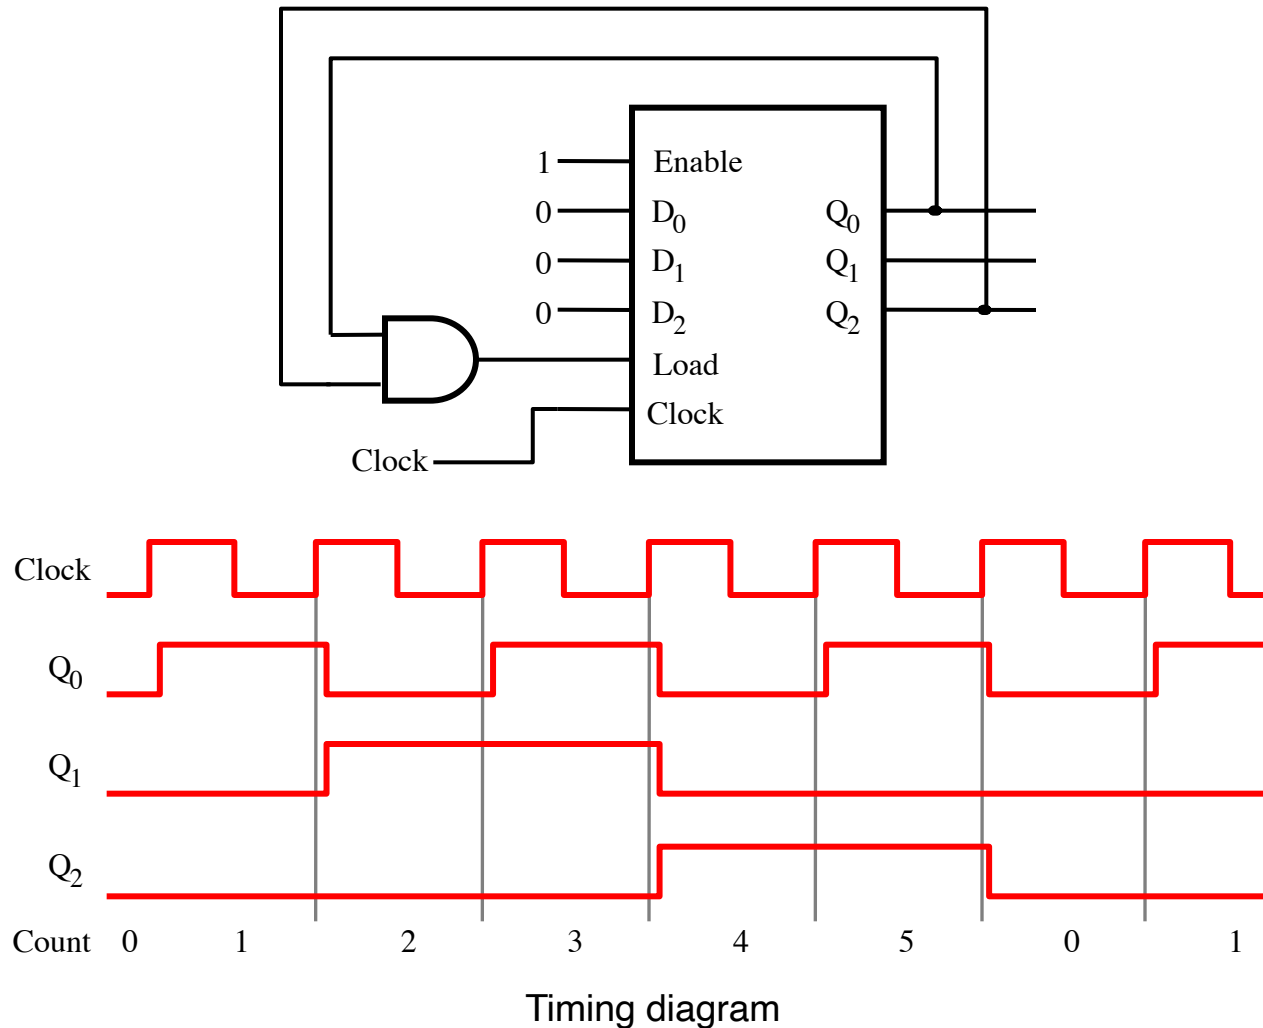 1 Enable
0 D0 Q0
0 D1 Q1
0 D2 Q2
Load
Clock
Clock
Clock
Q0
Q1
Q2
Count 0 1 2 3 4 5 0 1
Timing diagram